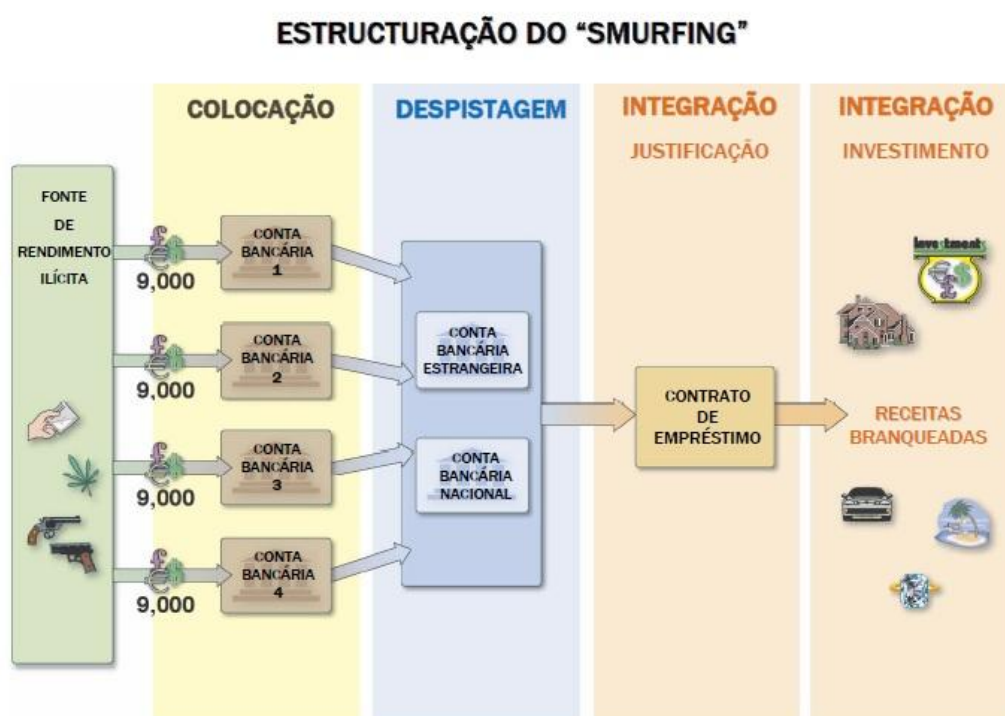 ESTRUCTURAÇÃO DO “SMURFING”
COLOCAÇÃO
DESPISTAGEM
INTEGRAÇÃO
JUSTIFICAÇÃO
INTEGRAÇÃO
INVESTIMENTO
FONTE
DE
RENDIMENTO
ILÍCITA
£
€$
9,000
CONTA
BANCÁRIA
1
£
€$
9,000
CONTA
BANCÁRIA
2
£
€$
9,000
CONTA
BANCÁRIA
3
£
€$
9,000
CONTA
BANCÁRIA
4
CONTA
BANCÁRIA
ESTRANGEIRA
CONTA
BANCÁRIA
NACIONAL
CONTRATO
DE
EMPRÉSTIMO
investments
€ $
£
RECEITAS
BRANQUEADAS